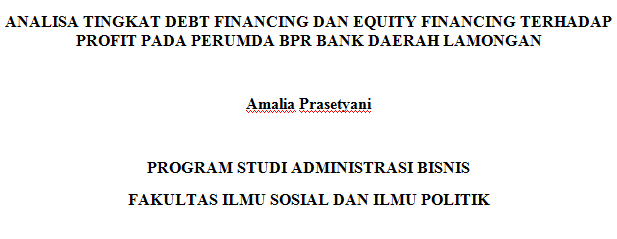 ANALISA TINGKAT DEBT FINANCING DAN EQUITY FINANCING TERHADAP
PROFIT PADA PERUMDA BPR BANK DAERAH LAMONGAN
Amalia Prasetyani
PROGRAM STUDI ADMINISTRASI BISNIS
FAKULTAS ILMU SOSIAL DAN ILMU POLITIK